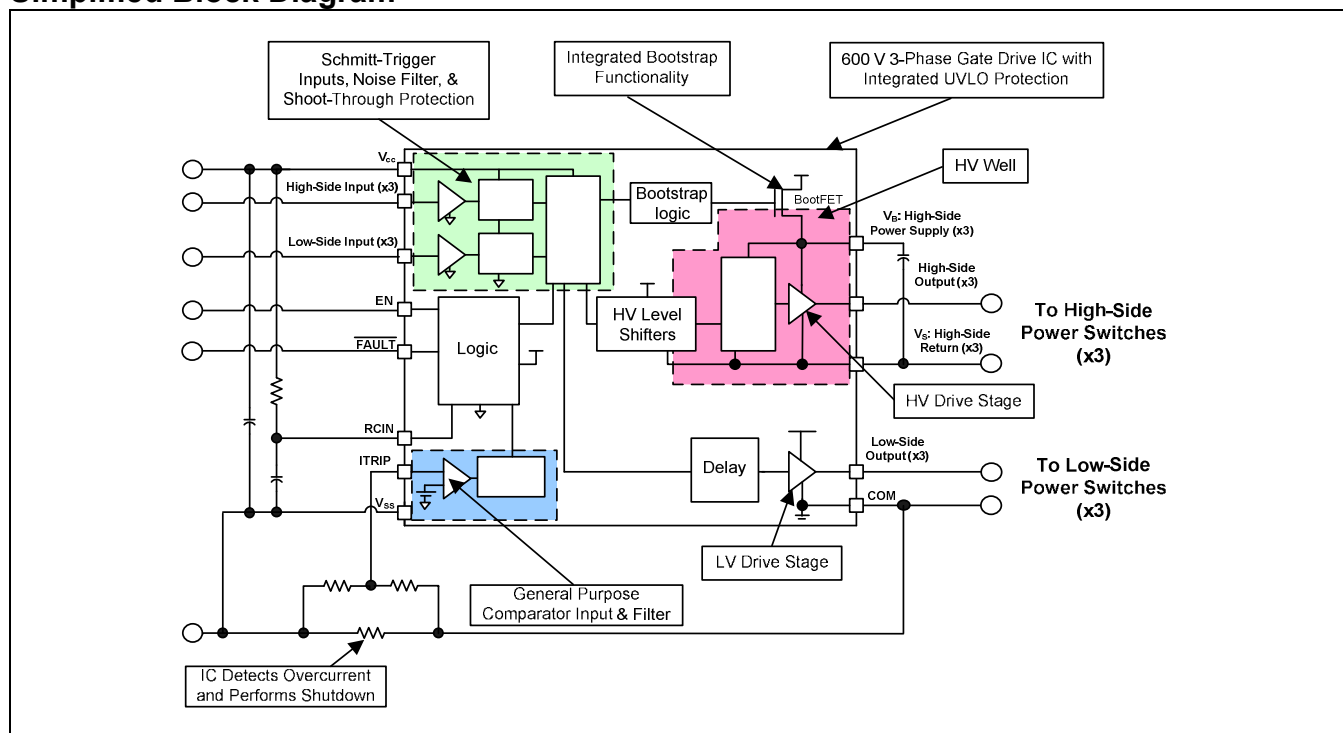 Simplified Block Diagram
Schmitt-Trigger
Inputs, Noise Filter, &
Shoot-Through Protection
Integrated Bootstrap
Functionality
600 V 3-Phase Gate Drive IC with
Integrated UVLO Protection
HV Well
Vcc
High-Side Input (x3)
Low-Side Input (x3)
EN
FAULT
RCIN
ITRIP
VSS
Bootstrap
logic
BootFET
HV Level
Shifters
Logic
Delay
VB: High-Side
Power Supply (x3)
High-Side
Output (x3)
VS: High-Side
Return (x3)
To High-Side
Power Switches
(x3)
HV Drive Stage
Low-Side
Output (x3)
COM
To Low-Side
Power Switches
(x3)
LV Drive Stage
General Purpose
Comparator Input & Filter
IC Detects Overcurrent
and Performs Shutdown